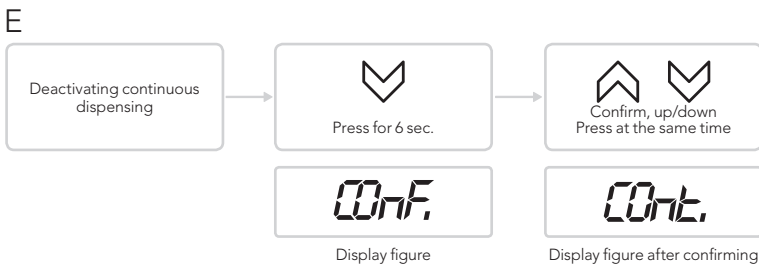 E
Deactivating continuous
dispensing
Press for 6 sec.
Confirm, up/down
Press at the same time
COnF.
COnt.
Display figure
Display figure after confirming